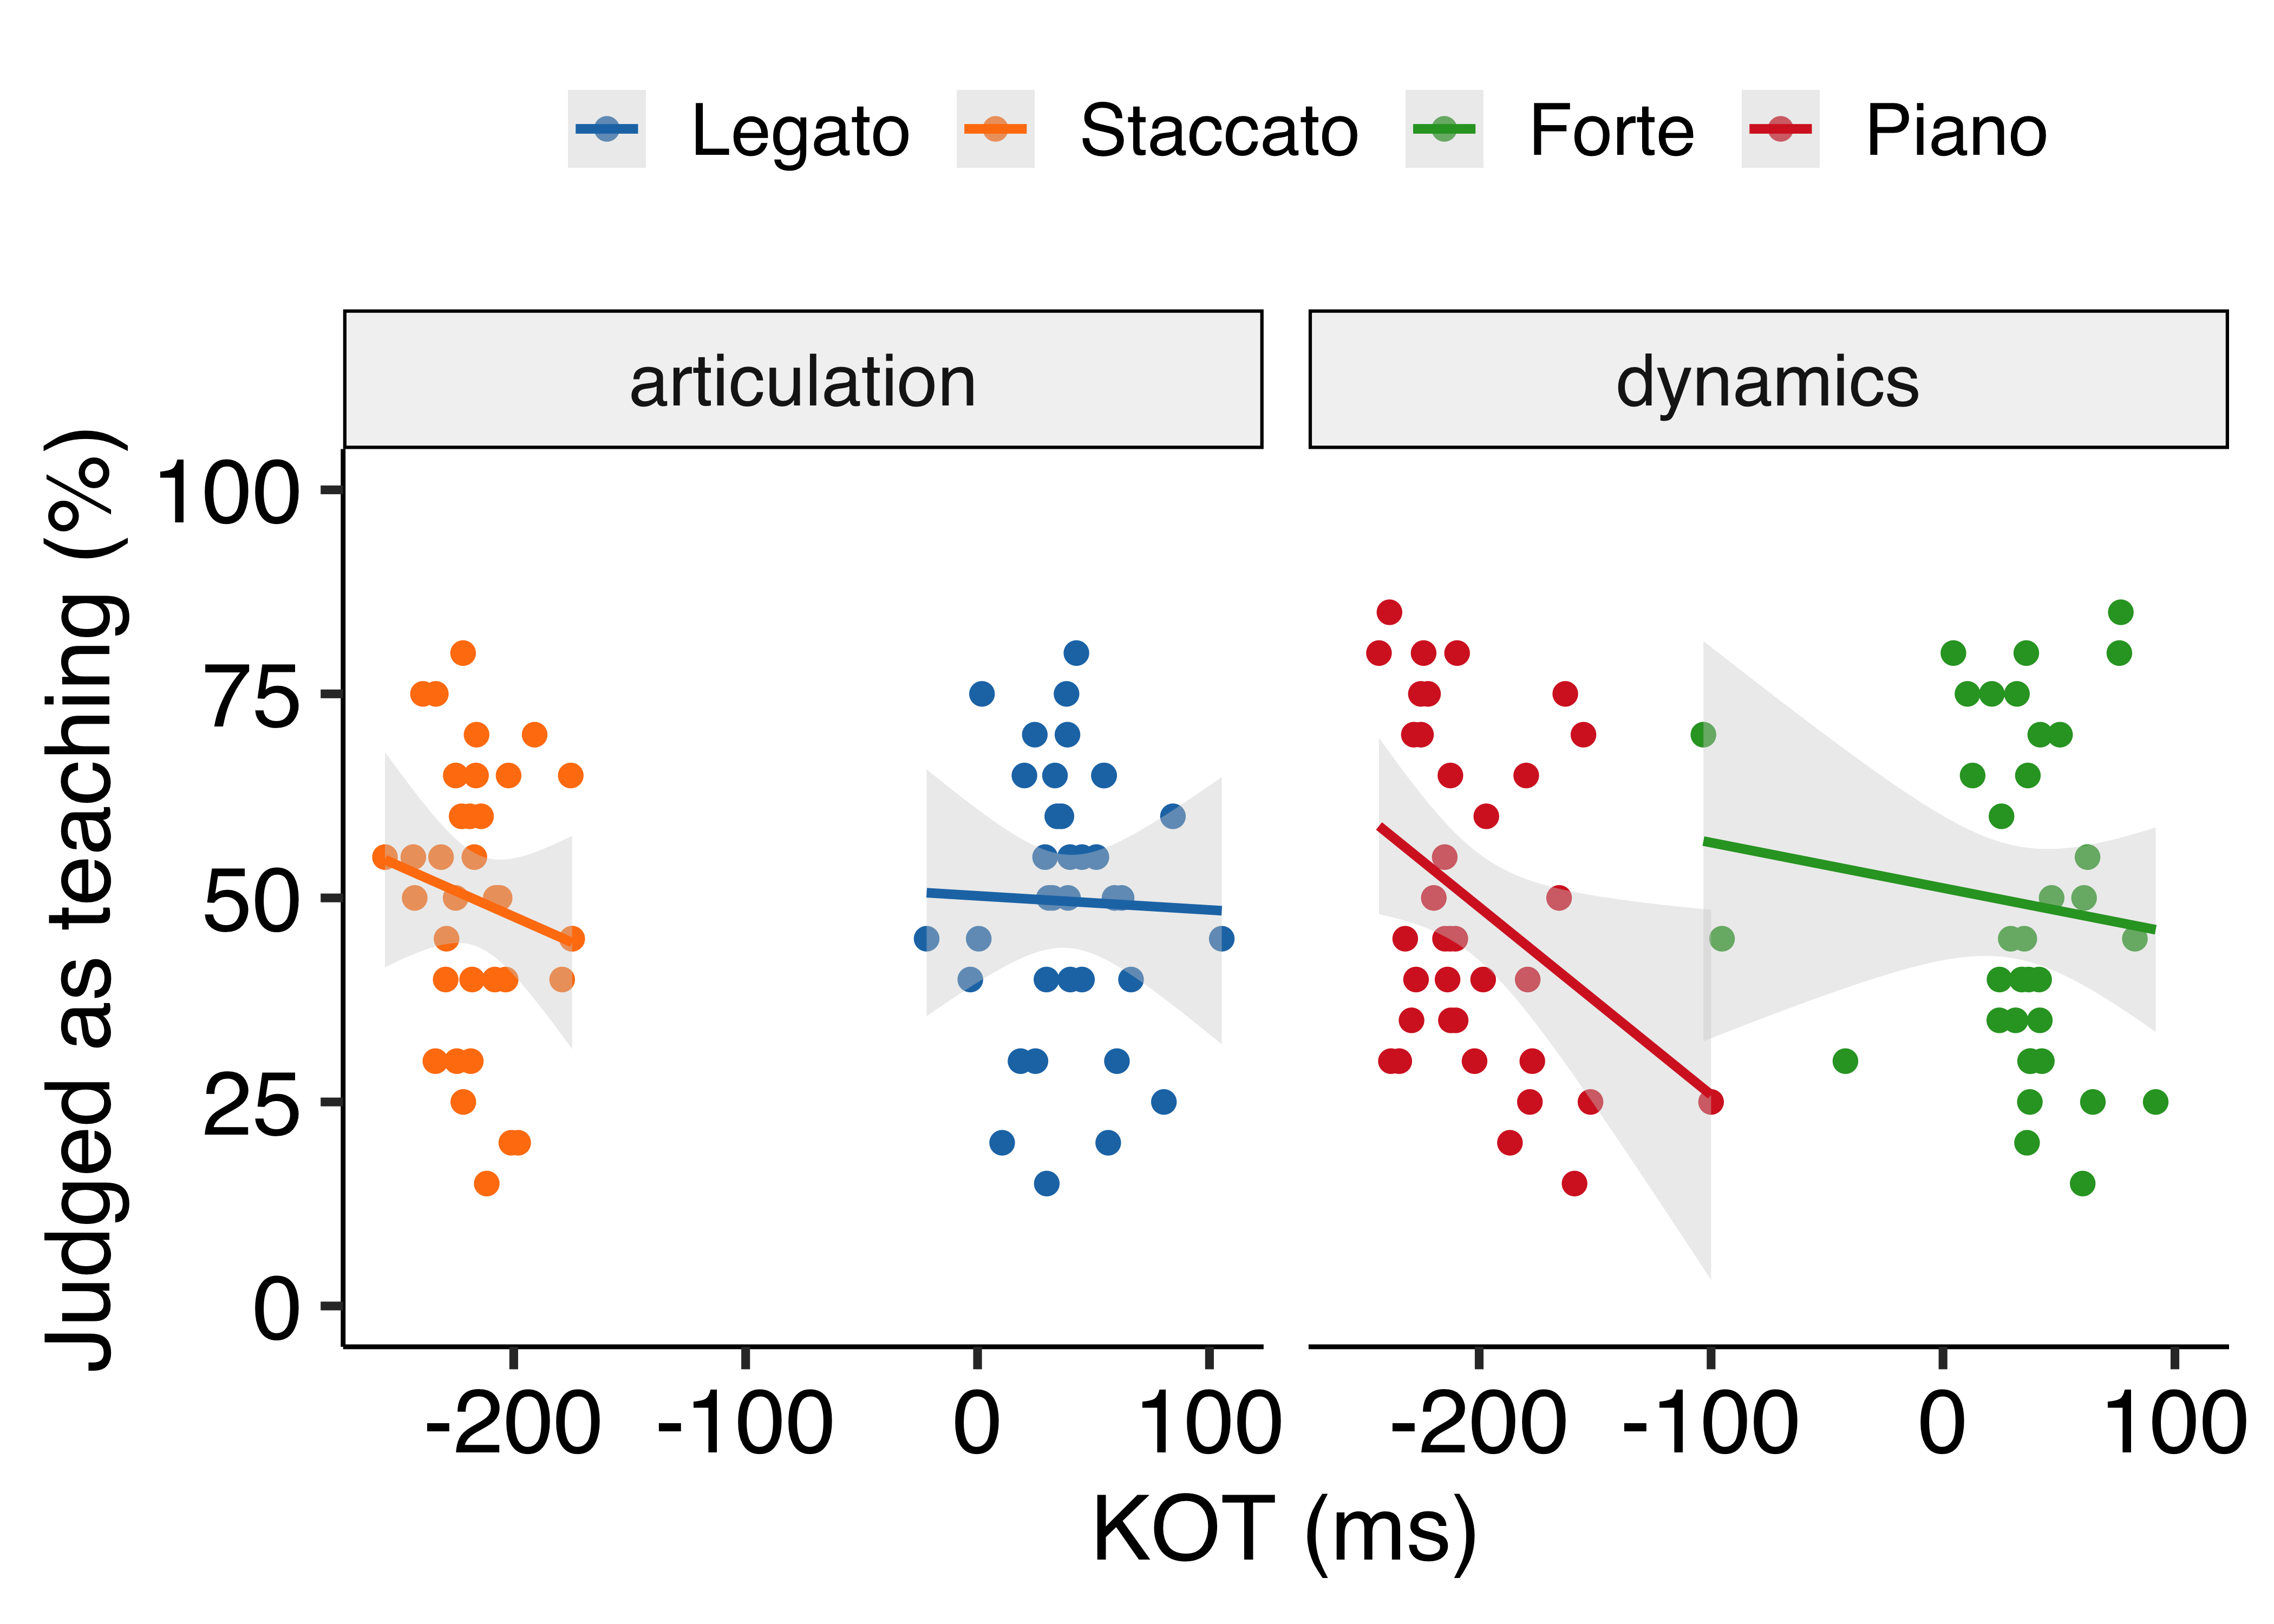 Legato Staccato Forte Piano
articulation dynamics
Judged as teaching (%)
100
75
50
25
0
-200 -100 0 100 -200 -100 0 100
KOT (ms)